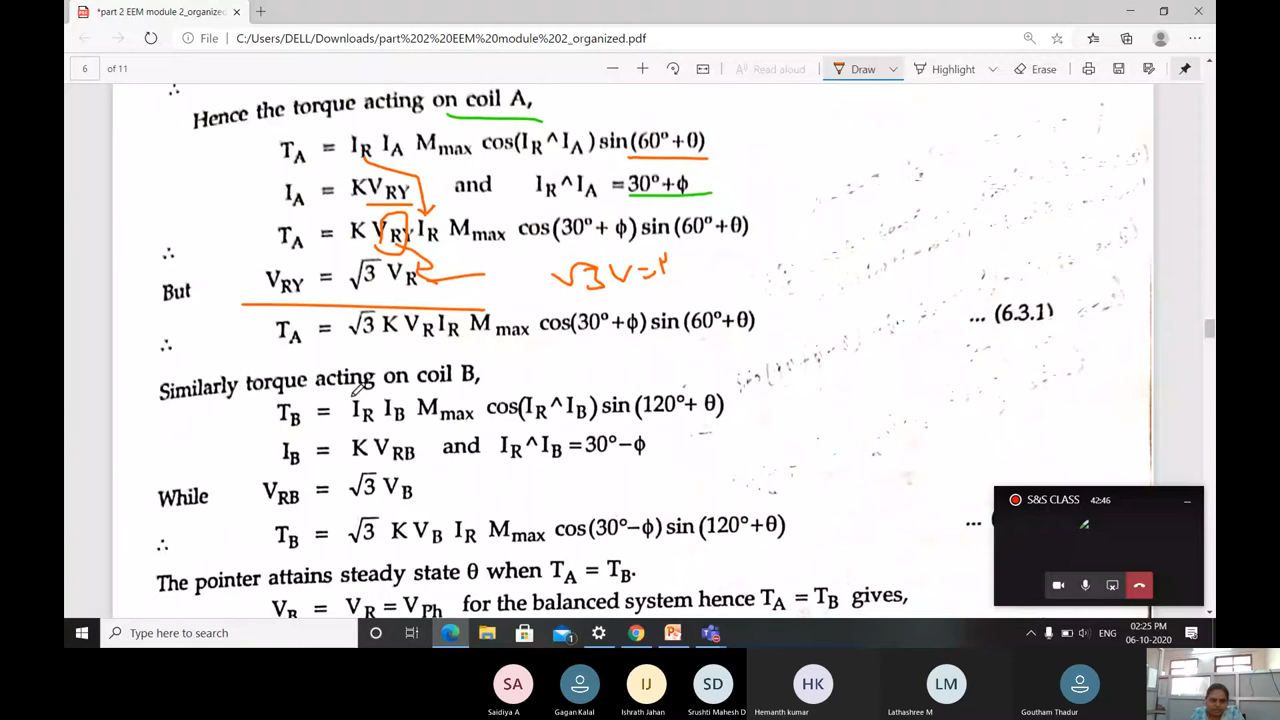 *part 2 EEM module 2_organized
File C:/Users/DELL/Downloads/part%202%20EEM%20module%202_organized.pdf
6 of 11 Read aloud Draw Highlight Erase
∴
Hence the torque acting on coil A,
T_A = I_R I_A M_max cos(I_R ^ I_A) sin(60° + θ)
I_A = KV_RY and I_R ^ I_A = 30° + ϕ
∴ T_A = K V_RY I_R M_max cos(30° + ϕ) sin(60° + θ)
But V_RY = √3 V_R √3 V =
∴ T_A = √3 K V_R I_R M_max cos(30° + ϕ) sin(60° + θ) ... (6.3.1)
Similarly torque acting on coil B,
T_B = I_R I_B M_max cos(I_R ^ I_B) sin(120° + θ)
I_B = K V_RB and I_R ^ I_B = 30° − ϕ
While V_RB = √3 V_B
∴ T_B = √3 K V_B I_R M_max cos(30° − ϕ) sin(120° + θ) ... (
The pointer attains steady state θ when T_A = T_B.
V_B = V_R = V_Ph for the balanced system hence T_A = T_B gives,
S&S CLASS 42:46
Type here to search
ENG
02:25 PM
06-10-2020
SA
Saidiya A
Gagan Kalal
IJ
Ishrath Jahan
SD
Srushti Mahesh D
HK
Hemanth kumar
LM
Lathashree M
Goutham Thadur